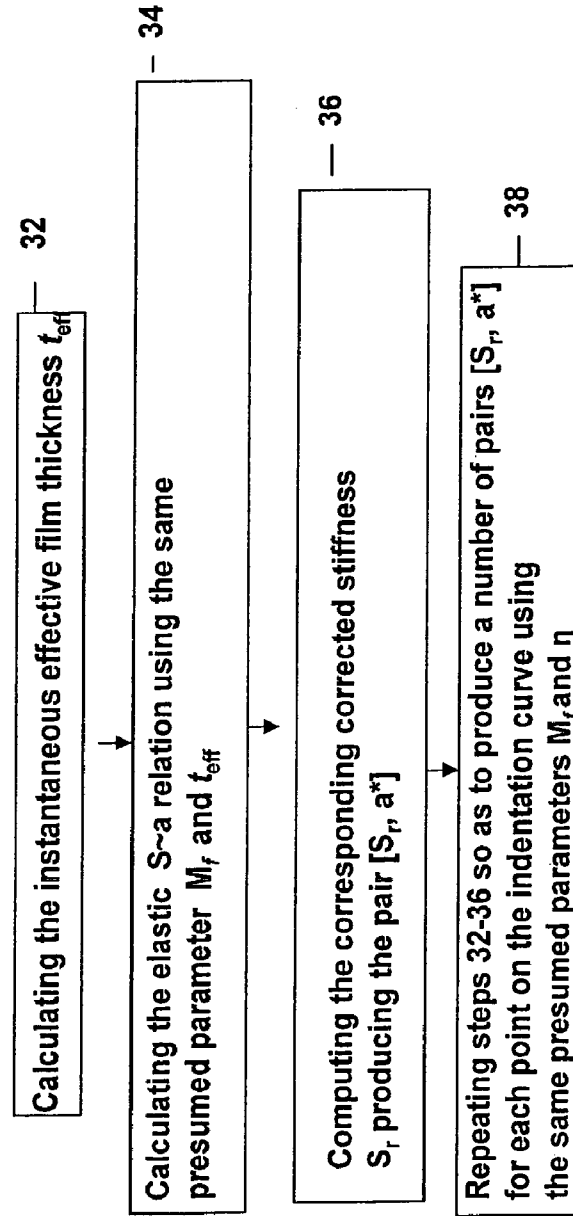 Calculating the instantaneous effective film thickness t_eff
32
Calculating the elastic S~a relation using the same
presumed parameter M_f and t_eff
34
Computing the corresponding corrected stiffness
S_r producing the pair [S_r, a*]
36
Repeating steps 32-36 so as to produce a number of pairs [S_r, a*]
for each point on the indentation curve using
the same presumed parameters M_f and η
38